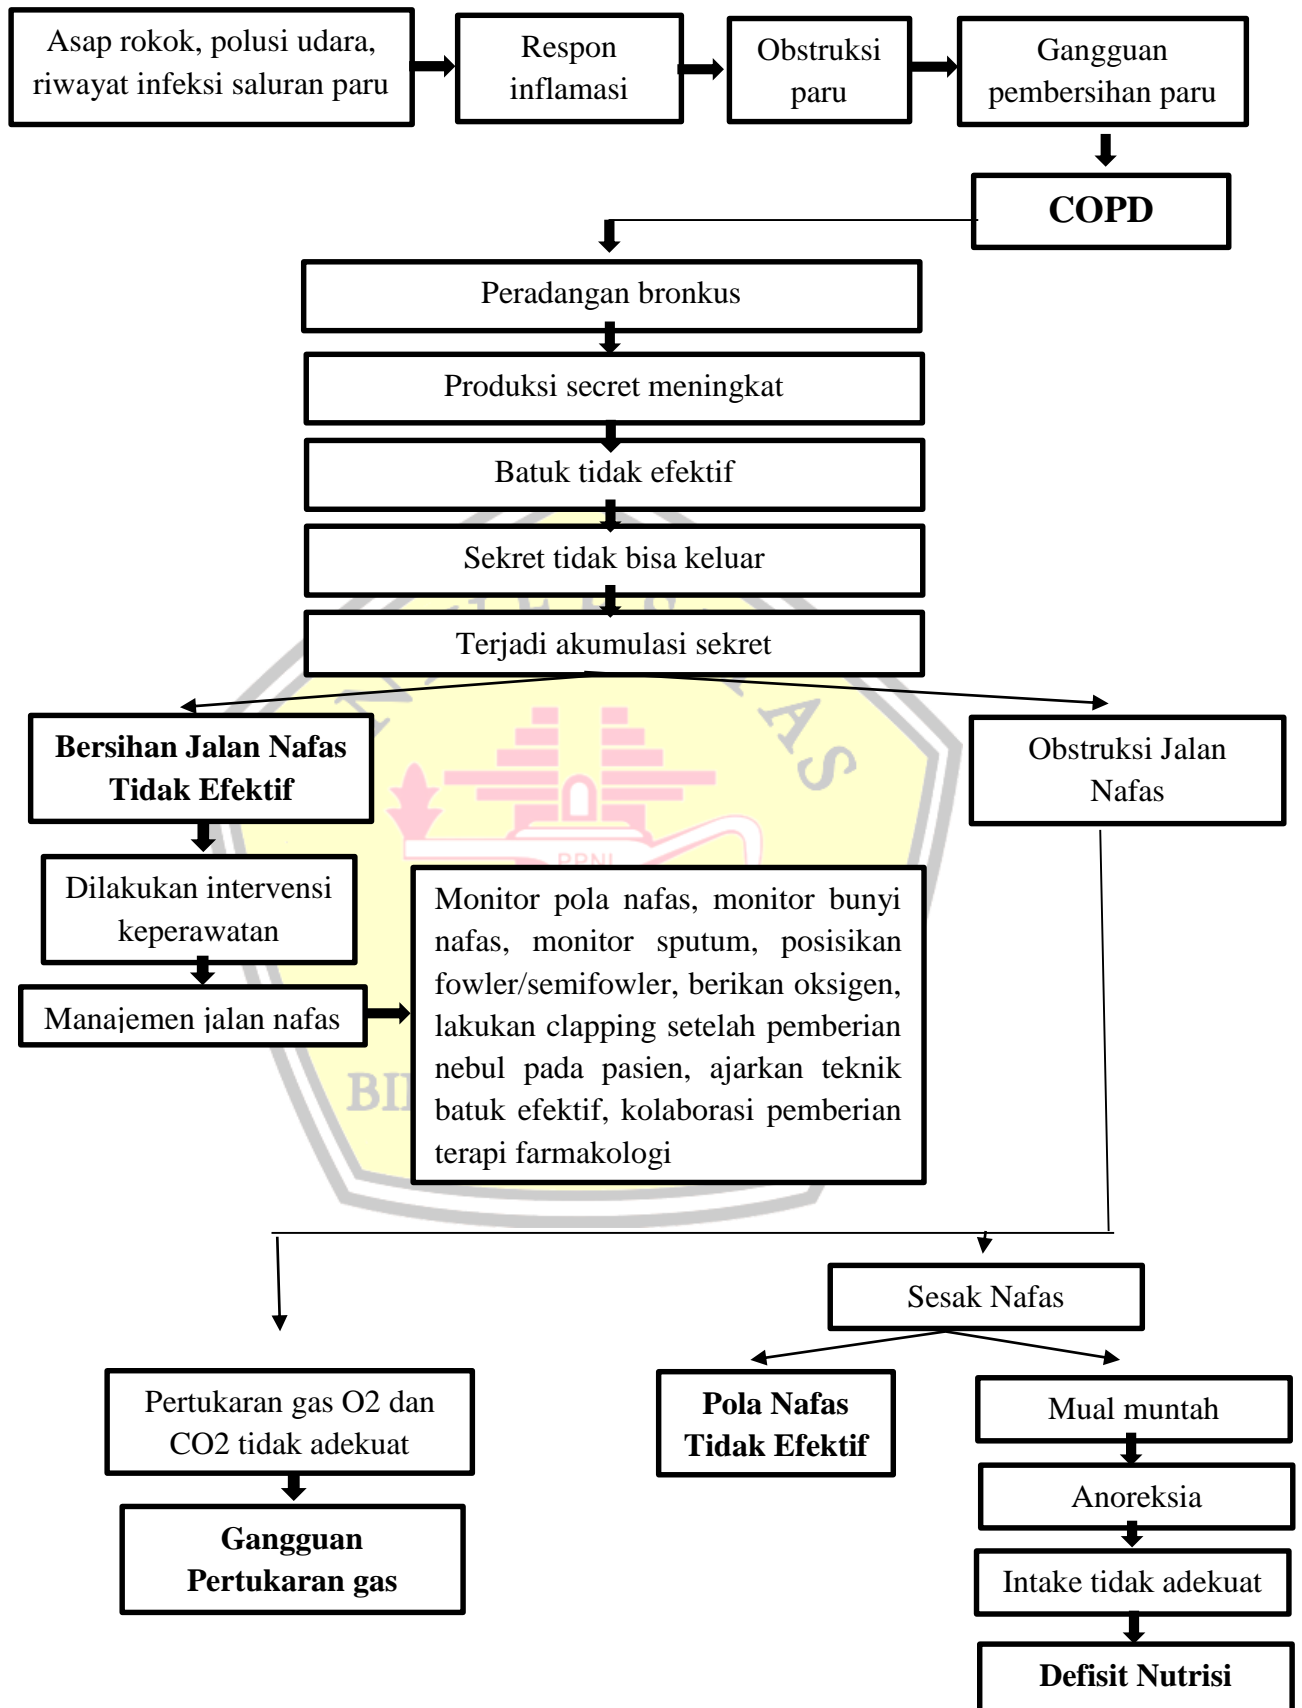 Asap rokok, polusi udara,
riwayat infeksi saluran paru
Respon
inflamasi
Obstruksi
paru
Gangguan
pembersihan paru
COPD
Peradangan bronkus
Produksi secret meningkat
Batuk tidak efektif
Sekret tidak bisa keluar
Terjadi akumulasi sekret
Bersihan Jalan Nafas
Tidak Efektif
Obstruksi Jalan
Nafas
Dilakukan intervensi
keperawatan
Manajemen jalan nafas
Monitor pola nafas, monitor bunyi
nafas, monitor sputum, posisikan
fowler/semifowler, berikan oksigen,
lakukan clapping setelah pemberian
nebul pada pasien, ajarkan teknik
batuk efektif, kolaborasi pemberian
terapi farmakologi
PPNI
Sesak Nafas
Pertukaran gas O2 dan
CO2 tidak adekuat
Gangguan
Pertukaran gas
Pola Nafas
Tidak Efektif
Mual muntah
Anoreksia
Intake tidak adekuat
Defisit Nutrisi